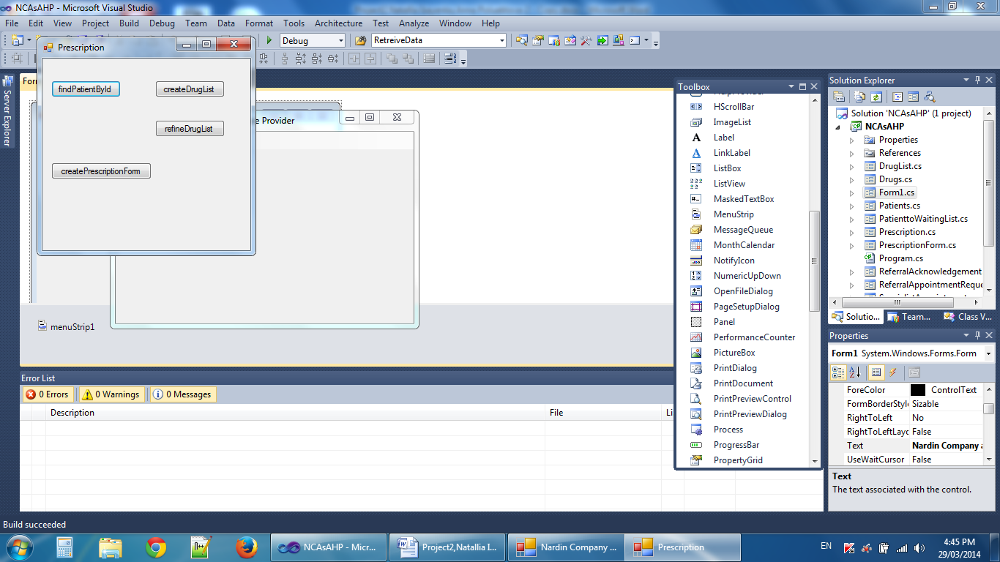 NCAsAHP - Microsoft Visual Studio
File Edit View Project Build Debug Team Data Format Tools Architecture Test Analyze Window Help
Debug RetreiveData
Prescription
findPatientById createDrugList
refineDrugList
createPrescriptionForm
e Provider
For
Server Explorer
menuStrip1
Toolbox
HScrollBar
ImageList
Label
LinkLabel
ListBox
ListView
MaskedTextBox
MenuStrip
MessageQueue
MonthCalendar
NotifyIcon
NumericUpDown
OpenFileDialog
PageSetupDialog
Panel
PerformanceCounter
PictureBox
PrintDialog
PrintDocument
PrintPreviewControl
PrintPreviewDialog
Process
ProgressBar
PropertyGrid
Solution Explorer
Solution 'NCAsAHP' (1 project)
NCAsAHP
Properties
References
DrugList.cs
Drugs.cs
Form1.cs
Patients.cs
PatienttoWaitingList.cs
Prescription.cs
PrescriptionForm.cs
Program.cs
ReferralAcknowledgement
ReferralAppointmentReque
Solutio... Team... Class V...
Properties
Form1 System.Windows.Forms.Form
ForeColor ControlText
FormBorderStyle Sizable
RightToLeft No
RightToLeftLayo False
Text Nardin Company a
UseWaitCursor False
Text
The text associated with the control.
Error List
0 Errors 0 Warnings 0 Messages
Description File Li
Build succeeded
NCAsAHP - Micr... Project2,Natallia I... Nardin Company ... Prescription
EN 4:45 PM
29/03/2014